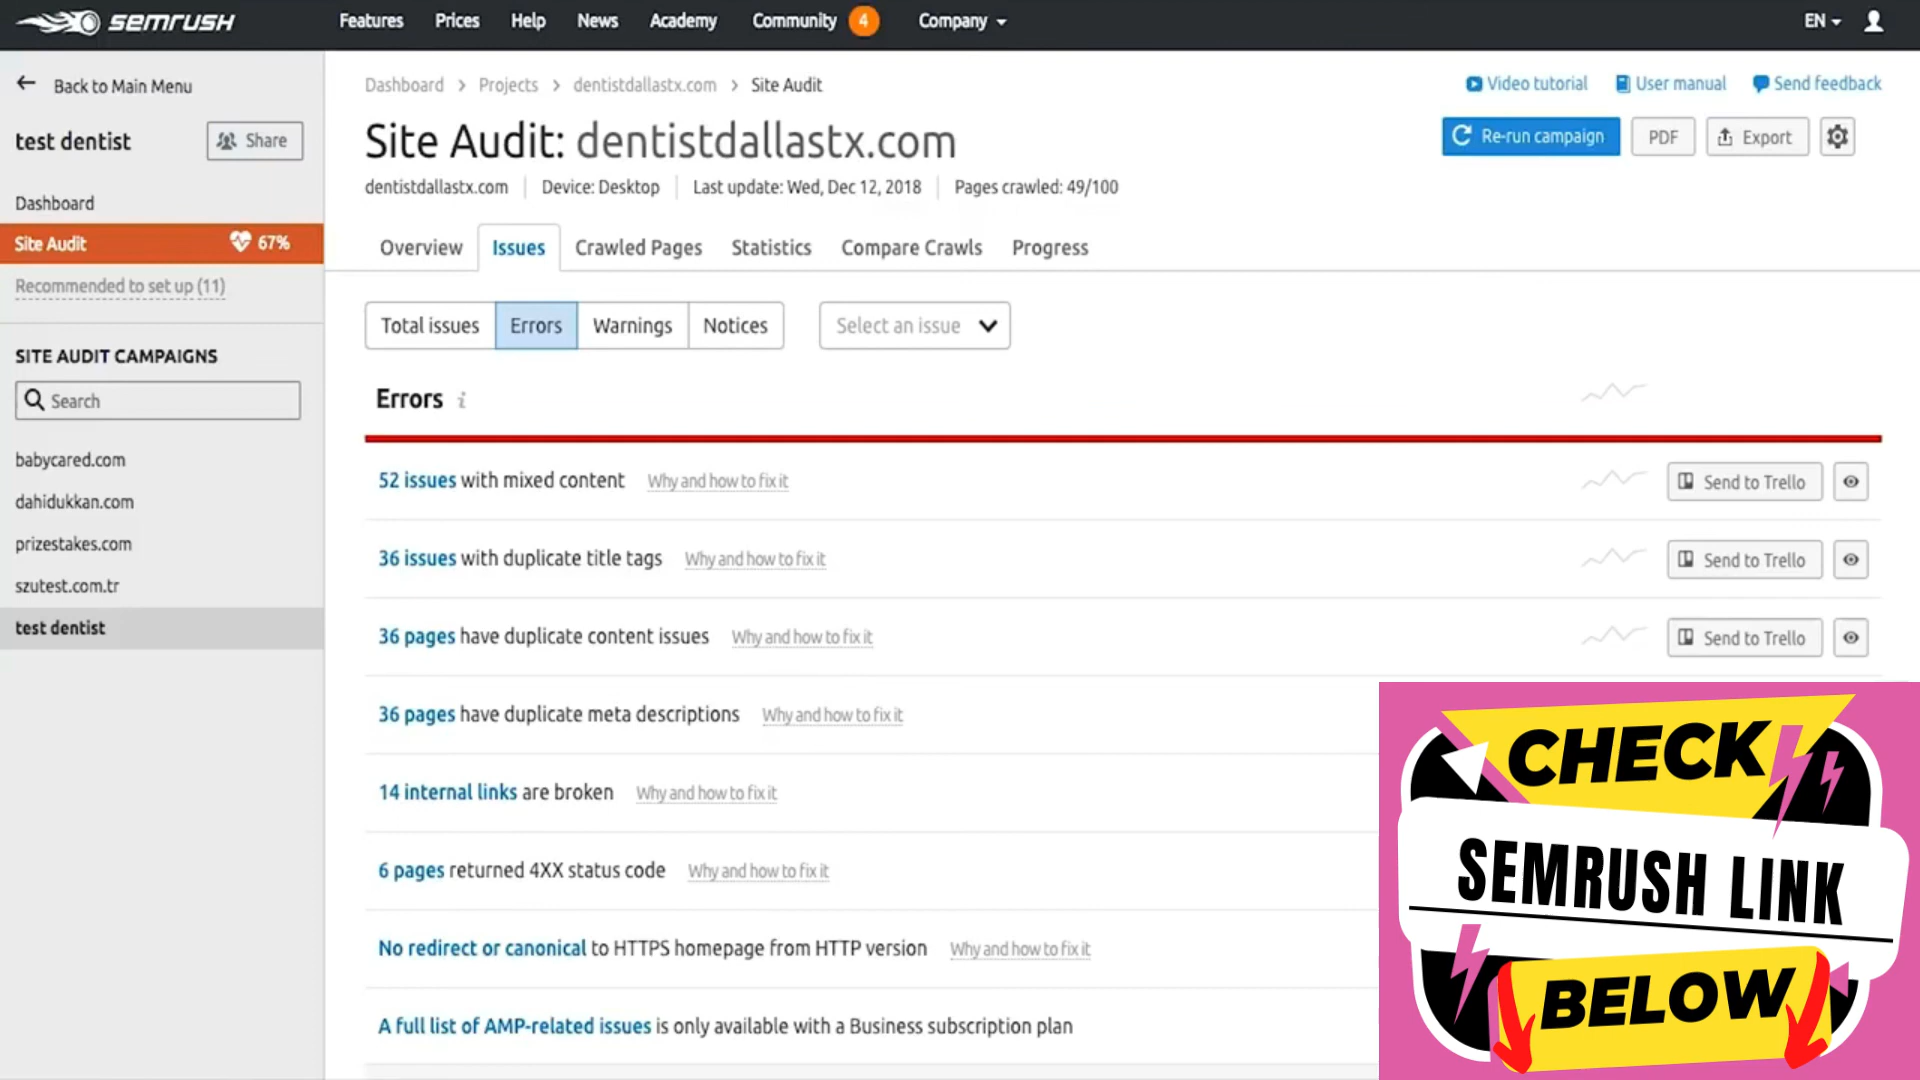 SEMRUSH
Features Prices Help News Academy Community 4 Company EN
Back to Main Menu
test dentist Share
Dashboard
Site Audit 67%
Recommended to set up (11)
SITE AUDIT CAMPAIGNS
Search
babycared.com
dahidukkan.com
prizestakes.com
szutest.com.tr
test dentist
Dashboard > Projects > dentistdallastx.com > Site Audit
Video tutorial User manual Send feedback
Site Audit: dentistdallastx.com
Re-run campaign PDF Export
dentistdallastx.com Device: Desktop Last update: Wed, Dec 12, 2018 Pages crawled: 49/100
Overview Issues Crawled Pages Statistics Compare Crawls Progress
Total issues Errors Warnings Notices Select an issue
Errors i
52 issues with mixed content Why and how to fix it Send to Trello
36 issues with duplicate title tags Why and how to fix it Send to Trello
36 pages have duplicate content issues Why and how to fix it Send to Trello
36 pages have duplicate meta descriptions Why and how to fix it
14 internal links are broken Why and how to fix it
6 pages returned 4XX status code Why and how to fix it
No redirect or canonical to HTTPS homepage from HTTP version Why and how to fix it
A full list of AMP-related issues is only available with a Business subscription plan
CHECK
SEMRUSH LINK
BELOW